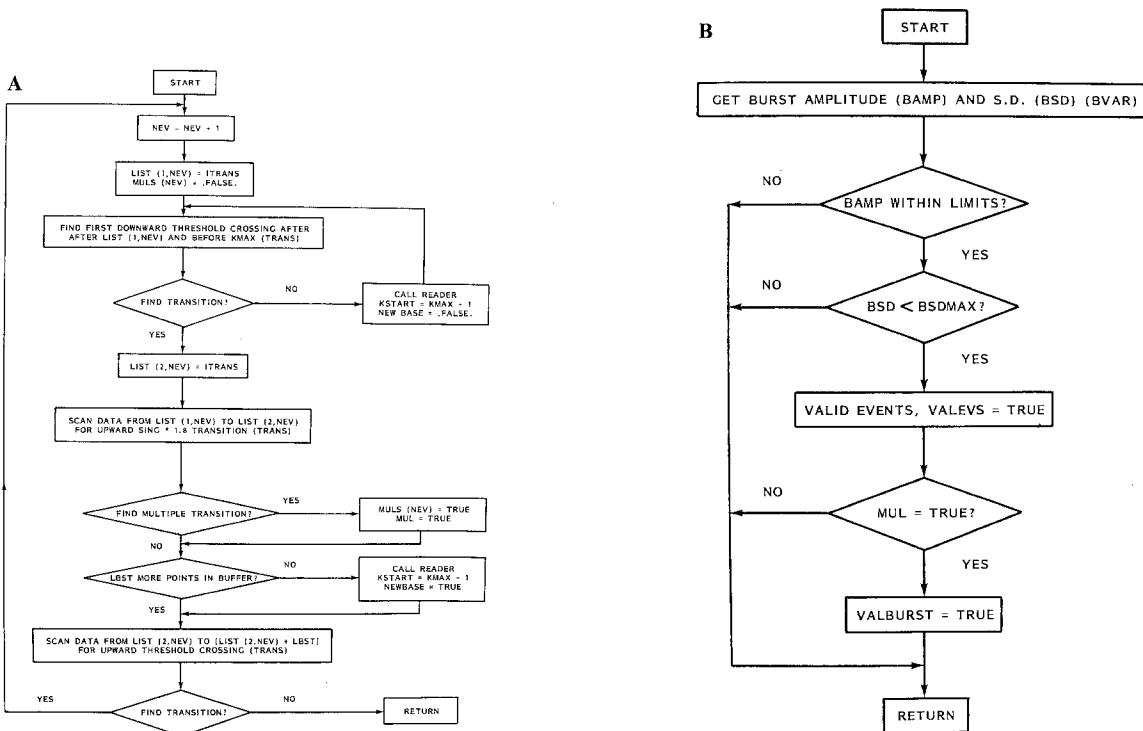 A
START
NEV - NEV + 1
LIST (1,NEV) = ITRANS
MULS (NEV) = .FALSE.
FIND FIRST DOWNWARD THRESHOLD CROSSING AFTER
AFTER LIST (1,NEV) AND BEFORE KMAX (TRANS)
FIND TRANSITION?
NO
CALL READER
KSTART = KMAX + 1
NEW BASE = .FALSE.
YES
LIST (2,NEV) = ITRANS
SCAN DATA FROM LIST (1,NEV) TO LIST (2,NEV)
FOR UPWARD SING * 1.8 TRANSITION (TRANS)
FIND MULTIPLE TRANSITION?
YES
MULS (NEV) = TRUE
MUL = TRUE
NO
LBST MORE POINTS IN BUFFER?
NO
CALL READER
KSTART = KMAX - 1
NEWBASE = TRUE
YES
SCAN DATA FROM LIST (2,NEV) TO [LIST (2,NEV) + LBST]
FOR UPWARD THRESHOLD CROSSING (TRANS)
YES
FIND TRANSITION?
NO
RETURN
B
START
GET BURST AMPLITUDE (BAMP) AND S.D. (BSD) (BVAR)
NO
BAMP WITHIN LIMITS?
YES
NO
BSD < BSDMAX?
YES
VALID EVENTS, VALEVS = TRUE
NO
MUL = TRUE?
YES
VALBURST = TRUE
RETURN